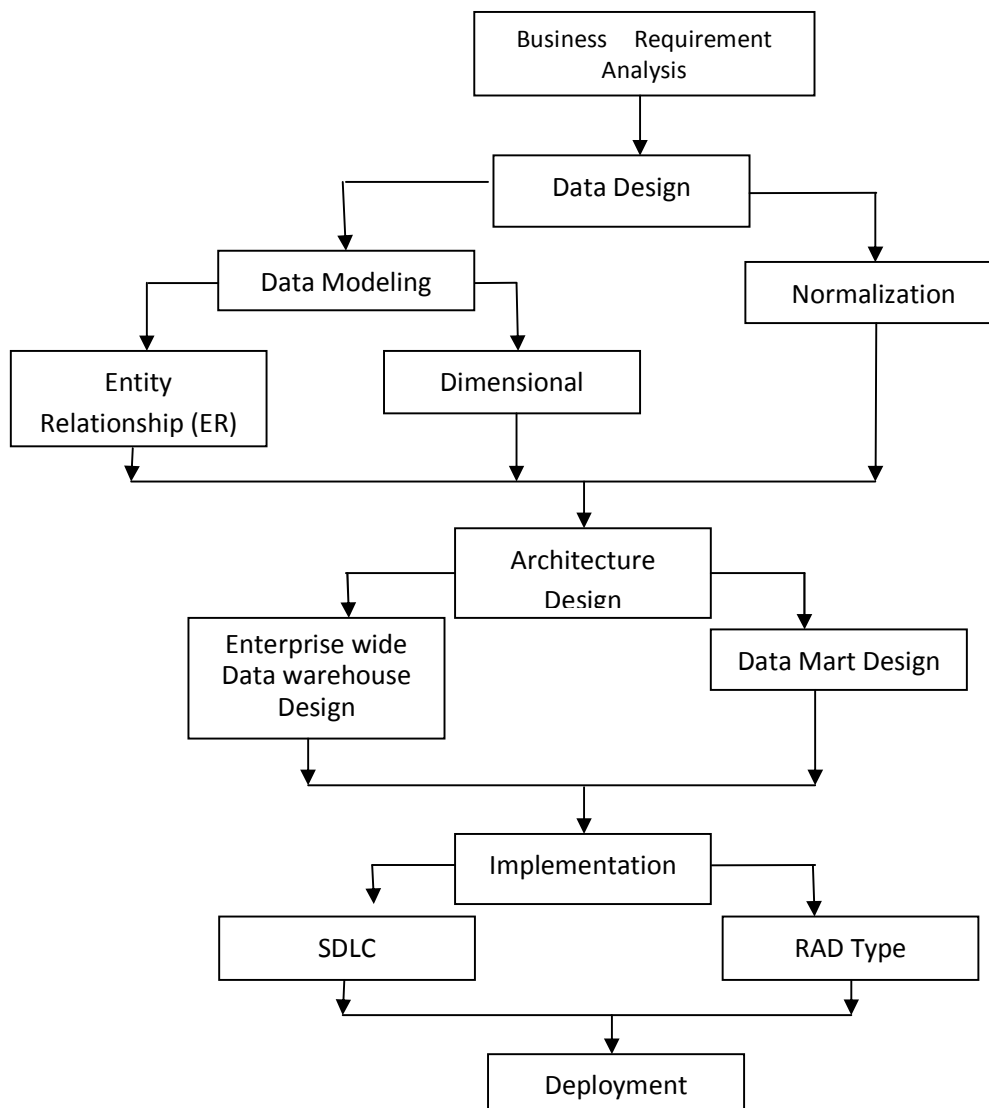 Business Requirement
Analysis
Data Design
Data Modeling
Normalization
Entity
Relationship (ER)
Dimensional
Architecture
Design
Enterprise wide
Data warehouse
Design
Data Mart Design
Implementation
SDLC
RAD Type
Deployment